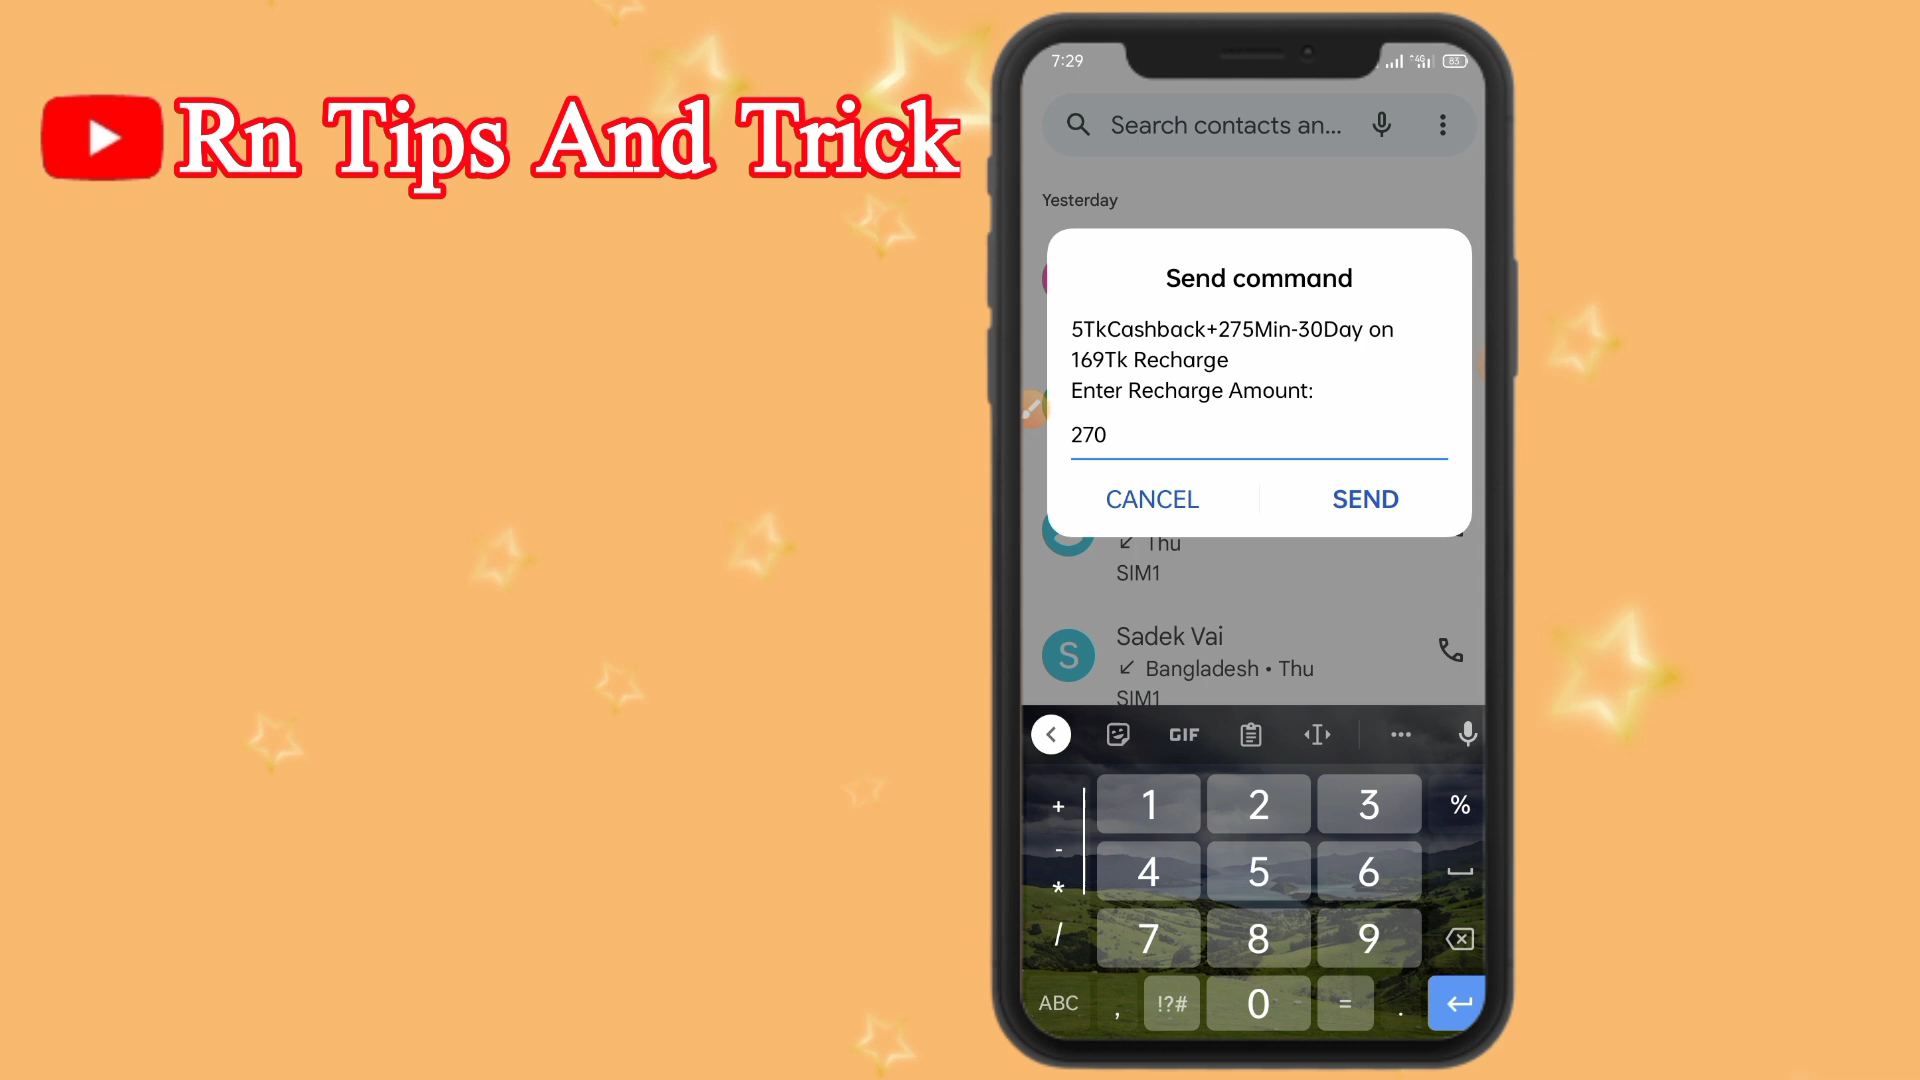 Rn Tips And Trick
7:29
4G
83
Search contacts an...
Yesterday
Send command
5TkCashback+275Min-30Day on
169Tk Recharge
Enter Recharge Amount:
270
CANCEL
SEND
Thu
SIM1
S
Sadek Vai
Bangladesh • Thu
SIM1
GIF
+ 1 2 3 %
- 4 5 6
*
/ 7 8 9
ABC , !?# 0 = .